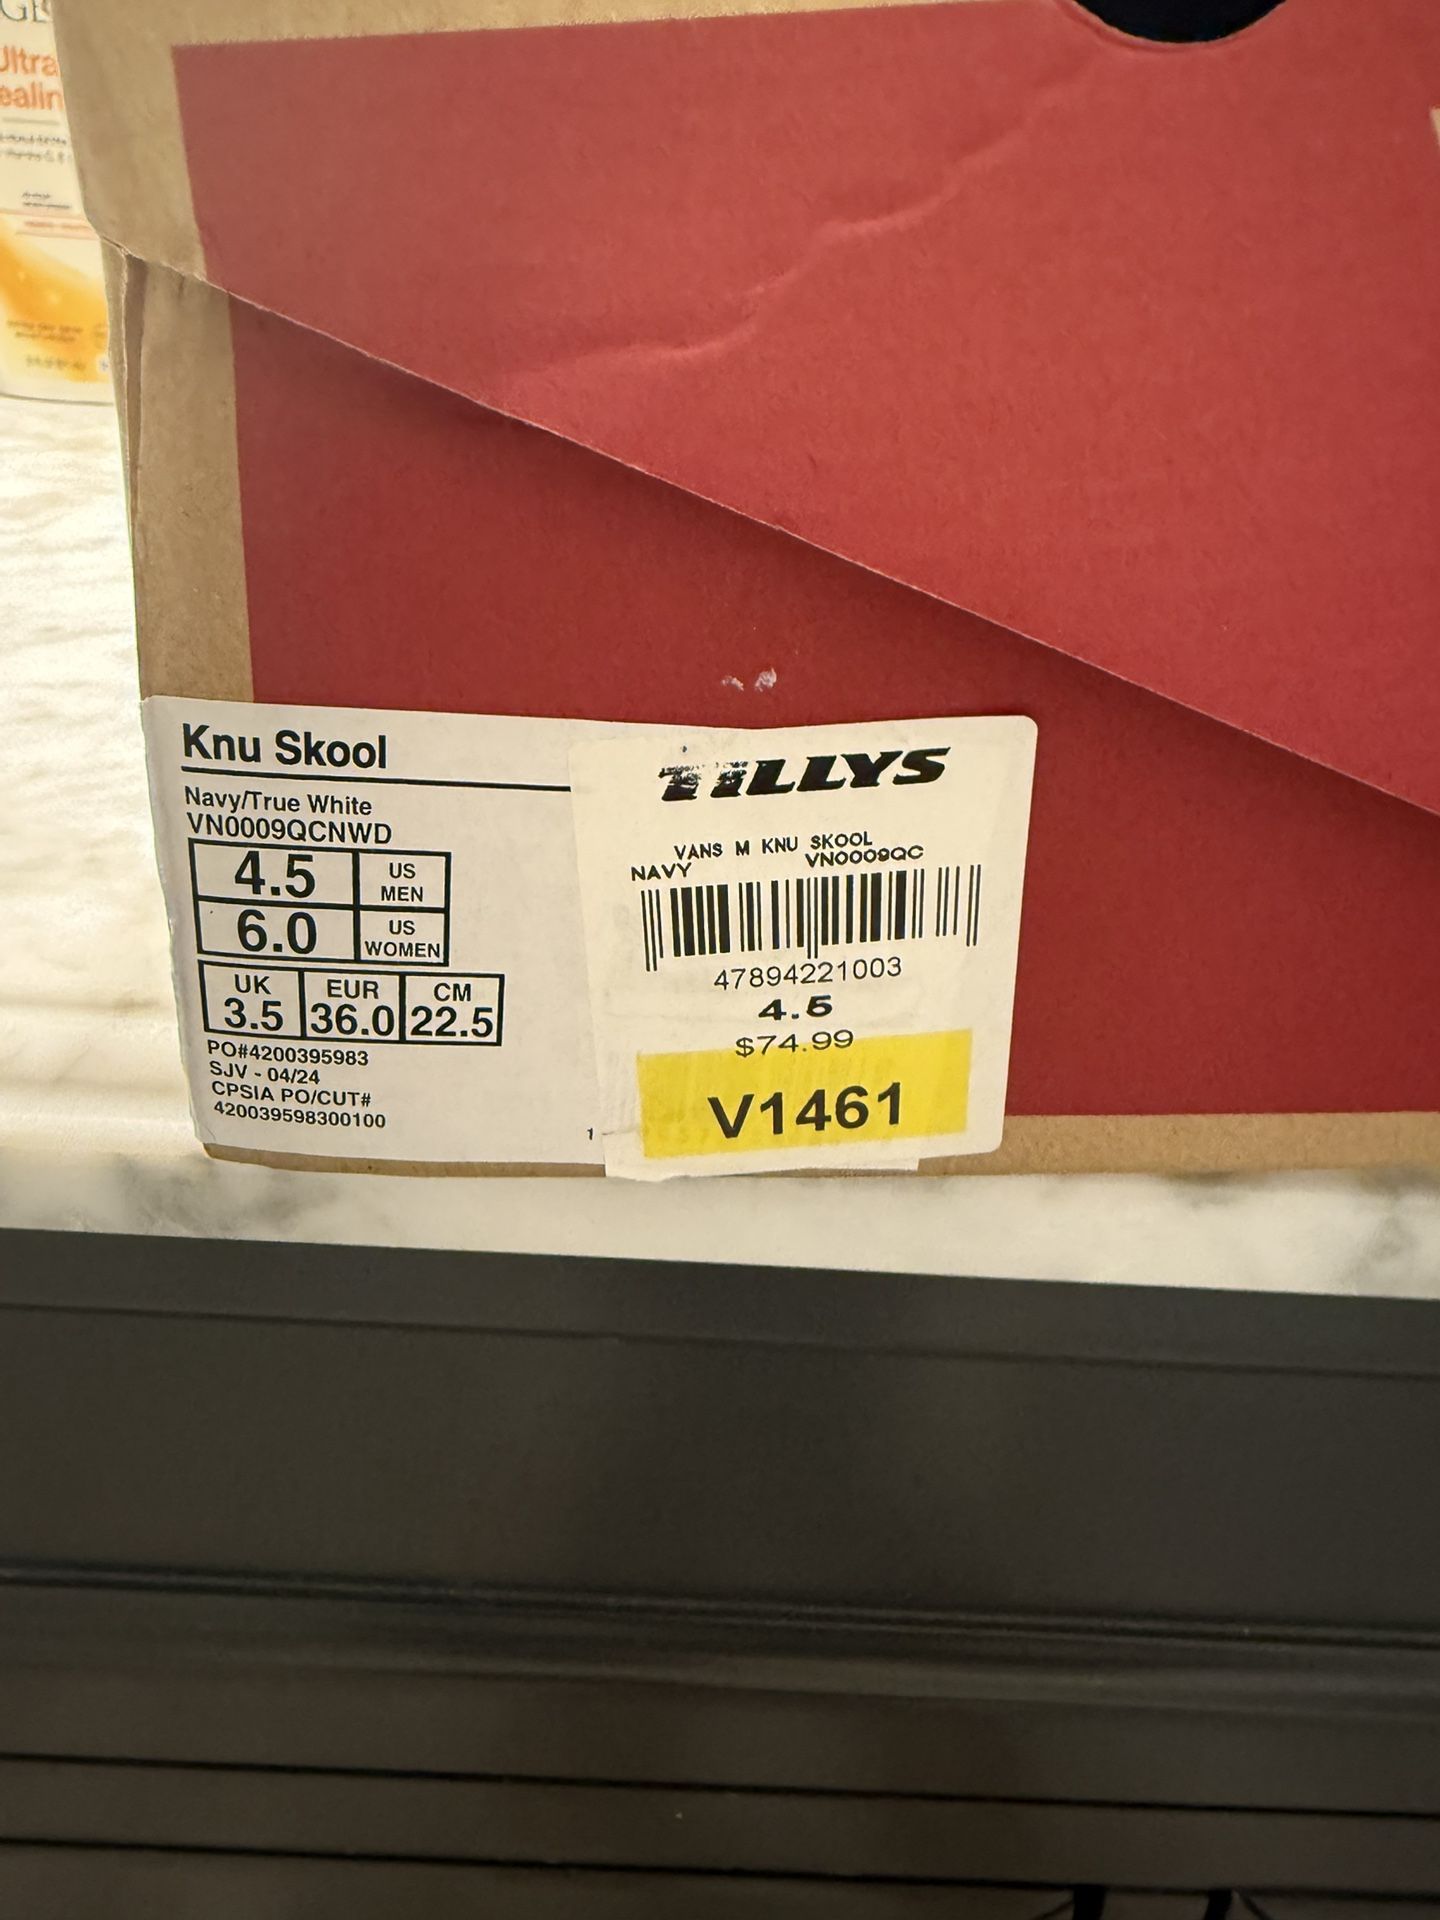 Ultra
Knu Skool
Navy/True White
VN0009QCNWD
4.5 US MEN
6.0 US WOMEN
UK EUR CM
3.5 36.0 22.5
PO#4200395983
SJV - 04/24
CPSIA PO/CUT#
420039598300100
1
TILLYS
VANS M KNU SKOOL
NAVY VN0009QC
47894221003
4.5
$74.99
V1461